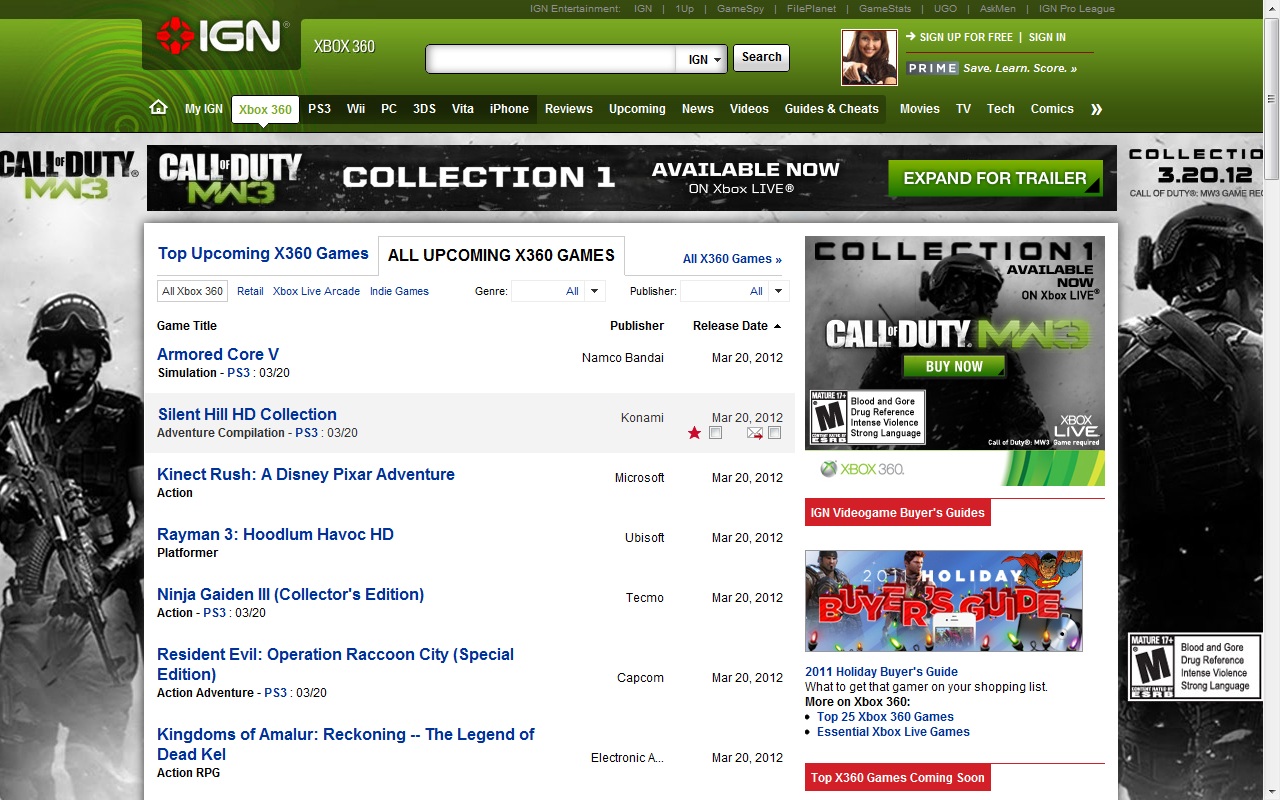 IGN Entertainment: IGN | 1Up | GameSpy | FilePlanet | GameStats | UGO | AskMen | IGN Pro League
IGN®
XBOX 360
IGN
Search
SIGN UP FOR FREE | SIGN IN
PRIME Save. Learn. Score. »
My IGN Xbox 360 PS3 Wii PC 3DS Vita iPhone Reviews Upcoming News Videos Guides & Cheats Movies TV Tech Comics »
CALL OF DUTY®
MW3
CALL OF DUTY
MW3
COLLECTION 1
AVAILABLE NOW
ON Xbox LIVE®
EXPAND FOR TRAILER
COLLECTIO
3.20.12
CALL OF DUTY®: MW3 GAME REC
Top Upcoming X360 Games
ALL UPCOMING X360 GAMES
All X360 Games »
All Xbox 360 Retail Xbox Live Arcade Indie Games Genre: All Publisher: All
Game Title Publisher Release Date
Armored Core V Namco Bandai Mar 20, 2012
Simulation - PS3 : 03/20
Silent Hill HD Collection Konami Mar 20, 2012
Adventure Compilation - PS3 : 03/20
Kinect Rush: A Disney Pixar Adventure Microsoft Mar 20, 2012
Action
Rayman 3: Hoodlum Havoc HD Ubisoft Mar 20, 2012
Platformer
Ninja Gaiden III (Collector's Edition) Tecmo Mar 20, 2012
Action - PS3 : 03/20
Resident Evil: Operation Raccoon City (Special
Edition) Capcom Mar 20, 2012
Action Adventure - PS3 : 03/20
Kingdoms of Amalur: Reckoning -- The Legend of
Dead Kel Electronic A... Mar 20, 2012
Action RPG
COLLECTION 1
AVAILABLE
NOW
ON Xbox LIVE®
CALL OF DUTY. MW3
BUY NOW
MATURE 17+
M
CONTENT RATED BY
ESRB
Blood and Gore
Drug Reference
Intense Violence
Strong Language
XBOX
LIVE
Call of Duty®: MW3 Game required
XBOX 360.
IGN Videogame Buyer's Guides
2011 HOLIDAY
BUYER'S GUIDE
2011 Holiday Buyer's Guide
What to get that gamer on your shopping list.
More on Xbox 360:
Top 25 Xbox 360 Games
Essential Xbox Live Games
Top X360 Games Coming Soon
MATURE 17+
M
CONTENT RATED BY
ESRB
Blood and Gore
Drug Reference
Intense Violence
Strong Language